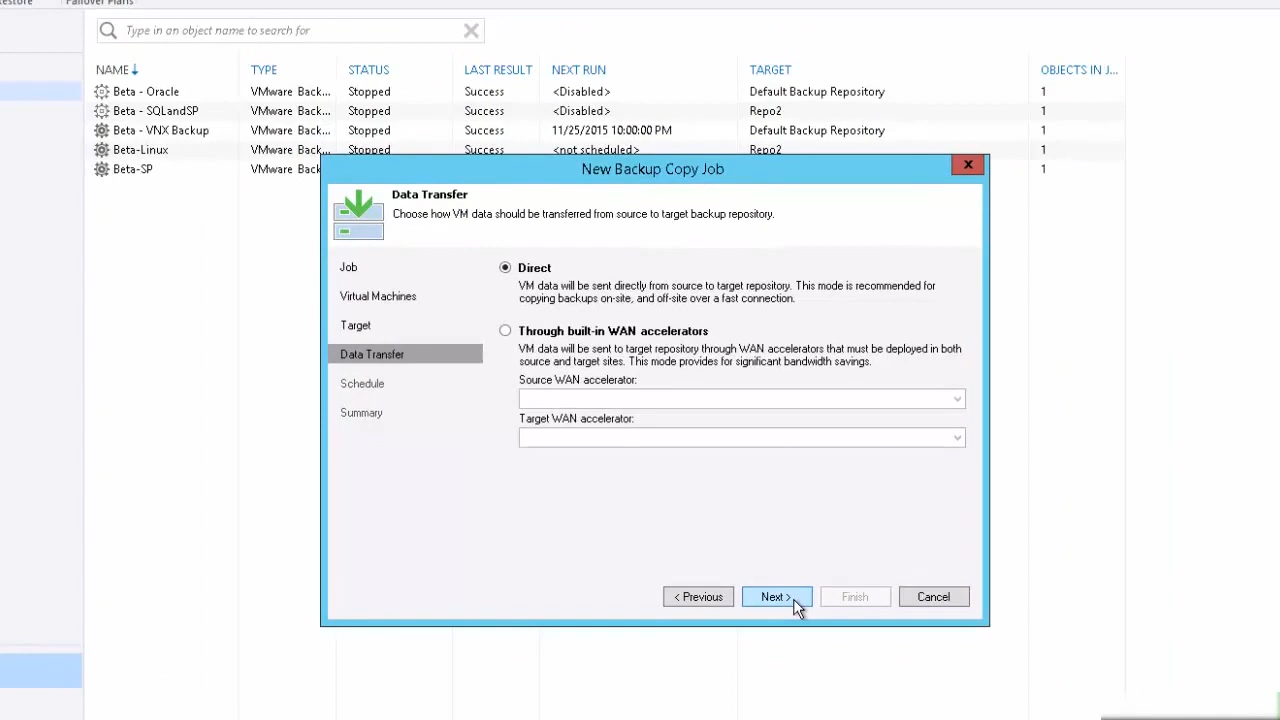 estore Failover Plans
Type in an object name to search for
NAME TYPE STATUS LAST RESULT NEXT RUN TARGET OBJECTS IN J...
Beta - Oracle VMware Back... Stopped Success <Disabled> Default Backup Repository 1
Beta - SQLandSP VMware Back... Stopped Success <Disabled> Repo2 1
Beta - VNX Backup VMware Back... Stopped Success 11/25/2015 10:00:00 PM Default Backup Repository 1
Beta-Linux VMware Back... Stopped Success <not scheduled> Repo2 1
Beta-SP VMware Back 1
New Backup Copy Job
Data Transfer
Choose how VM data should be transferred from source to target backup repository.
Job
Virtual Machines
Target
Data Transfer
Schedule
Summary
Direct
VM data will be sent directly from source to target repository. This mode is recommended for
copying backups on-site, and off-site over a fast connection.
Through built-in WAN accelerators
VM data will be sent to target repository through WAN accelerators that must be deployed in both
source and target sites. This mode provides for significant bandwidth savings.
Source WAN accelerator:
Target WAN accelerator:
< Previous Next > Finish Cancel